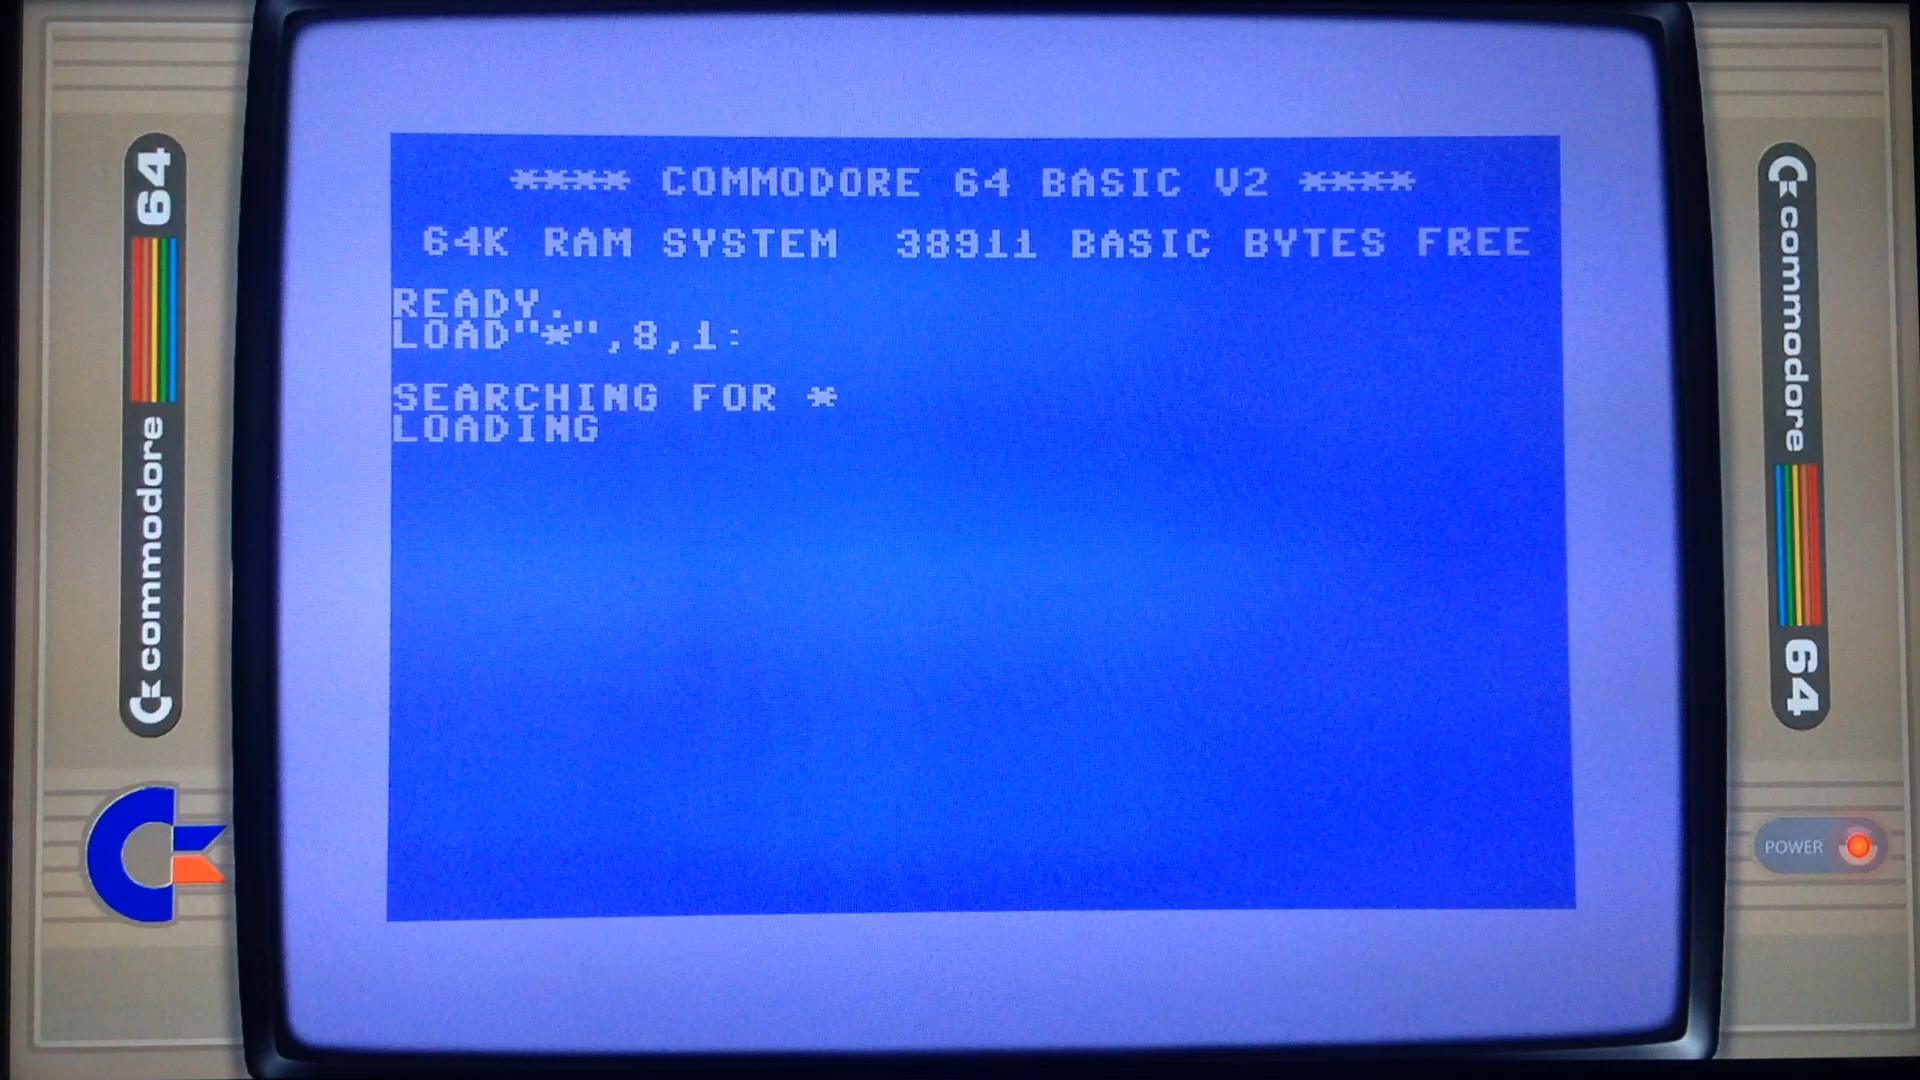 **** COMMODORE 64 BASIC V2 ****
64K RAM SYSTEM  38911 BASIC BYTES FREE
READY.
LOAD"*",8,1:
SEARCHING FOR *
LOADING
commodore 64
commodore 64
POWER